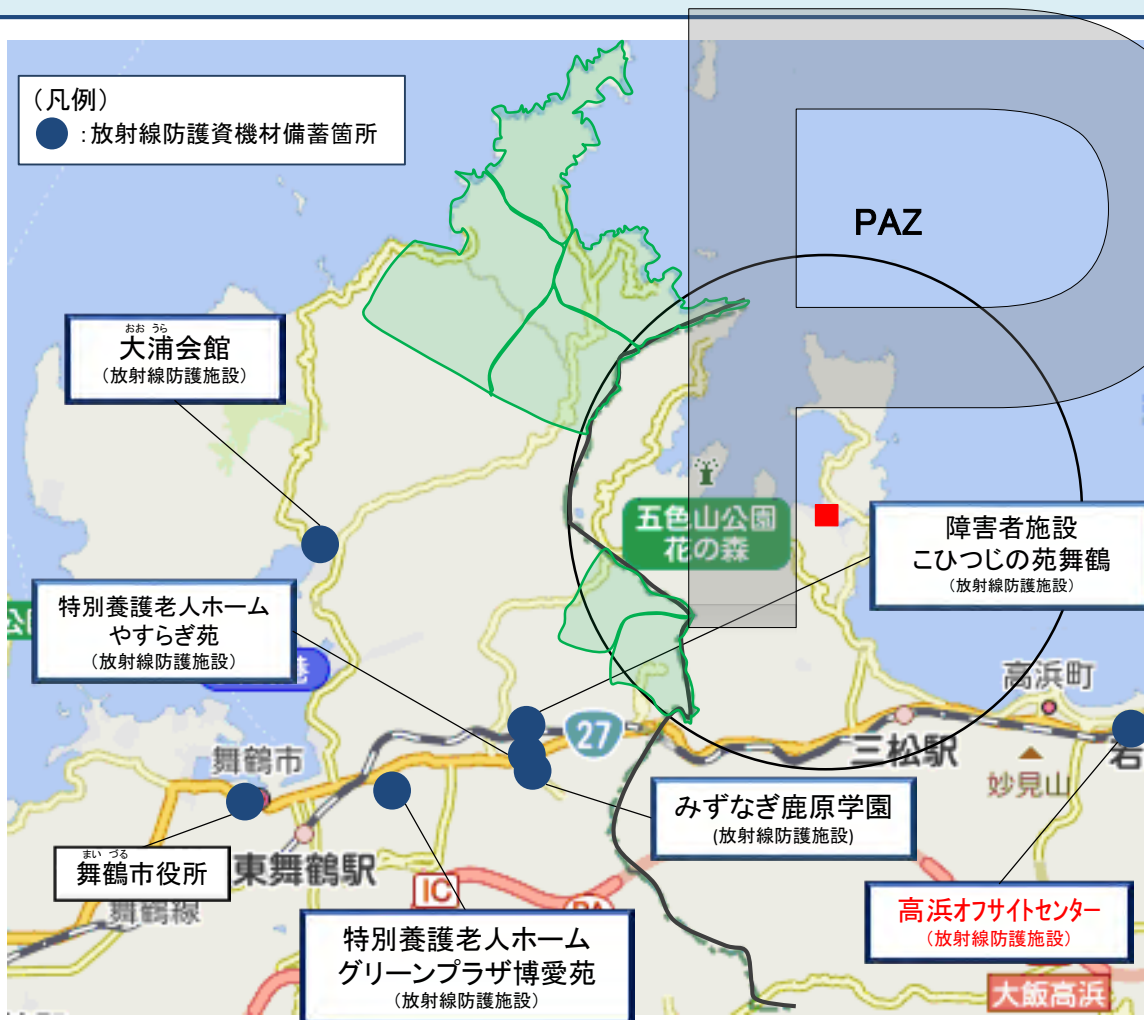 (凡例)
:放射線防護資機材備蓄箇所
P
PAZ
おお うら
大浦会館
(放射線防護施設)
五色山公園
花の森
障害者施設
こひつじの苑舞鶴
(放射線防護施設)
特別養護老人ホーム
やすらぎ苑
(放射線防護施設)
港
高浜町
27
三松駅
舞鶴市
妙見山
みずなぎ鹿原学園
(放射線防護施設)
まい づる
舞鶴市役所
東舞鶴駅
IC
舞鶴線
特別養護老人ホーム
グリーンプラザ博愛苑
(放射線防護施設)
高浜オフサイトセンター
(放射線防護施設)
大飯高浜